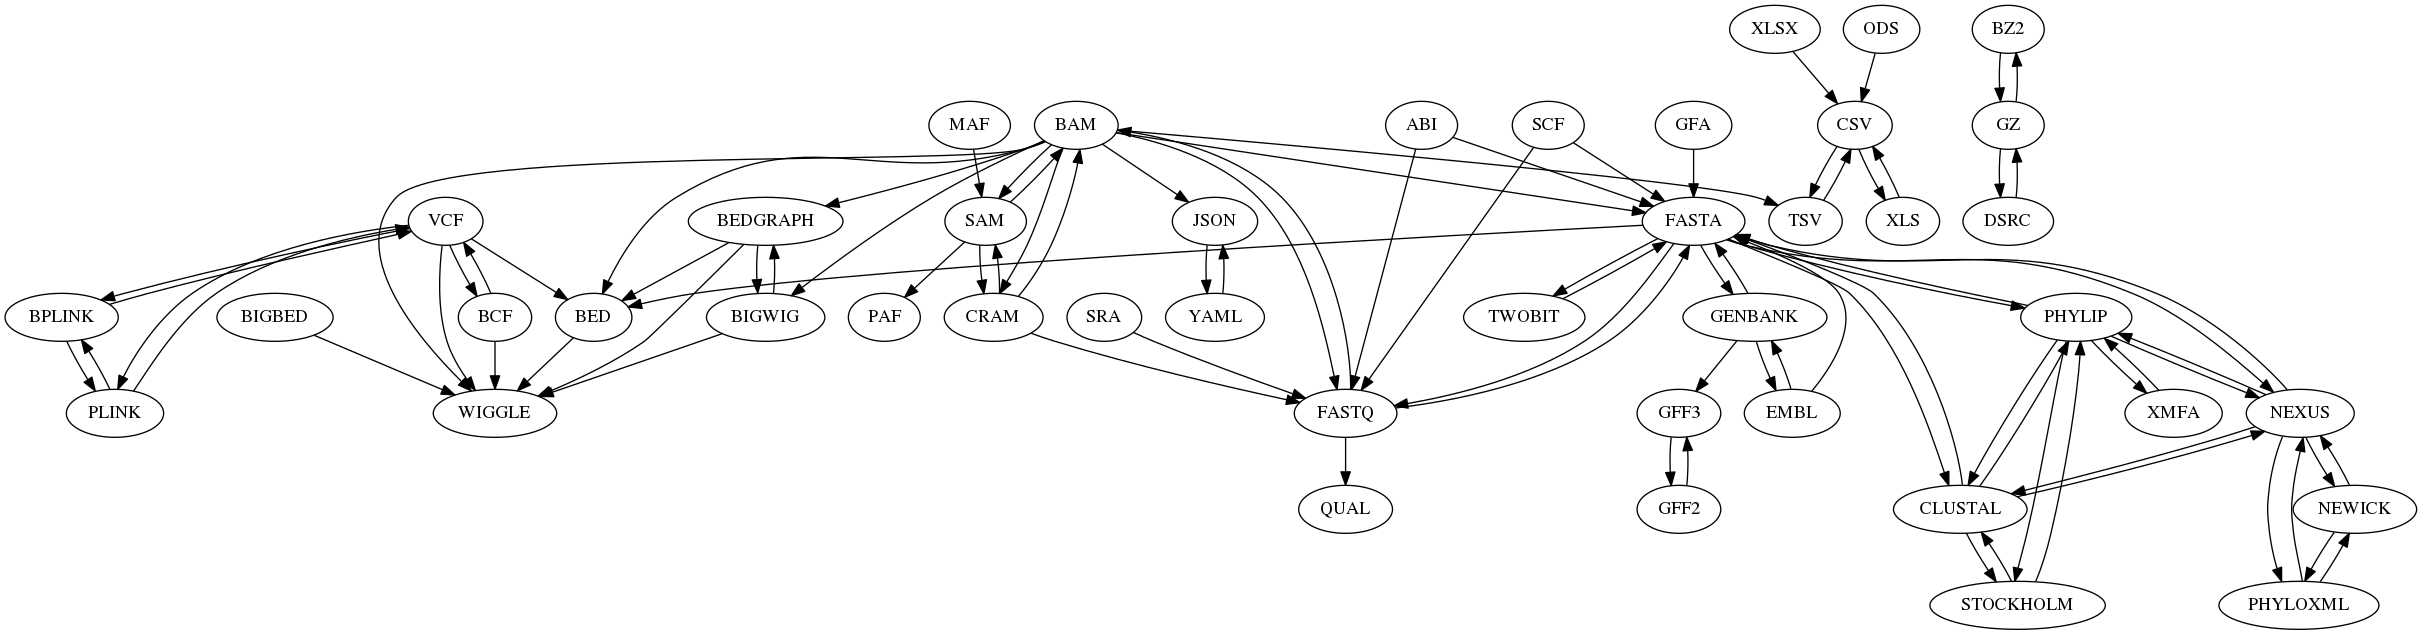 XLSX
ODS
BZ2
MAF
BAM
ABI
SCF
GFA
CSV
GZ
VCF
BEDGRAPH
SAM
JSON
FASTA
TSV
XLS
DSRC
BPLINK
BIGBED
BCF
BED
BIGWIG
PAF
CRAM
SRA
YAML
TWOBIT
GENBANK
PHYLIP
PLINK
WIGGLE
FASTQ
GFF3
EMBL
XMFA
NEXUS
QUAL
GFF2
CLUSTAL
NEWICK
STOCKHOLM
PHYLOXML